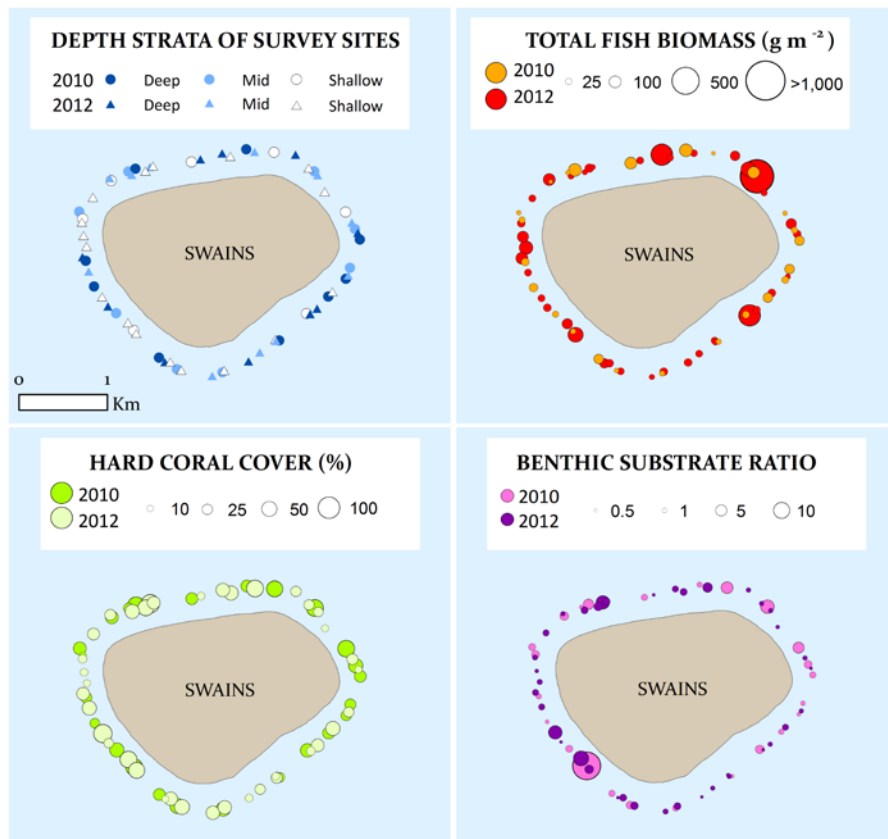 DEPTH STRATA OF SURVEY SITES
2010 Deep Mid Shallow
2012 Deep Mid Shallow
SWAINS
0 1
Km
TOTAL FISH BIOMASS (g m ⁻²)
2010
2012
25 100 500 >1,000
SWAINS
HARD CORAL COVER (%)
2010
2012
10 25 50 100
SWAINS
BENTHIC SUBSTRATE RATIO
2010
2012
0.5 1 5 10
SWAINS